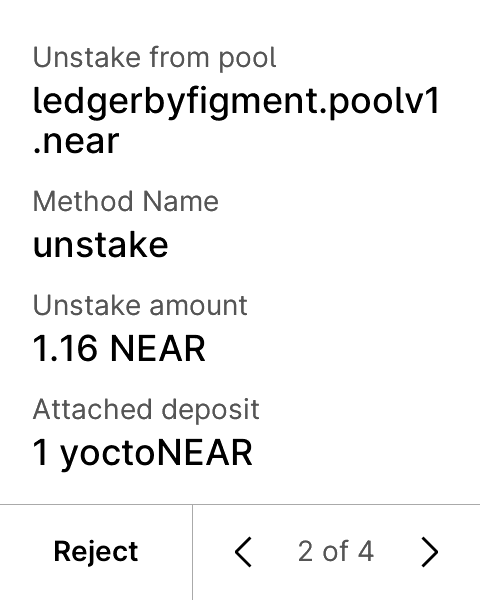 Unstake from pool
ledgerbyfigment.poolv1
.near
Method Name
unstake
Unstake amount
1.16 NEAR
Attached deposit
1 yoctoNEAR
Reject
2 of 4